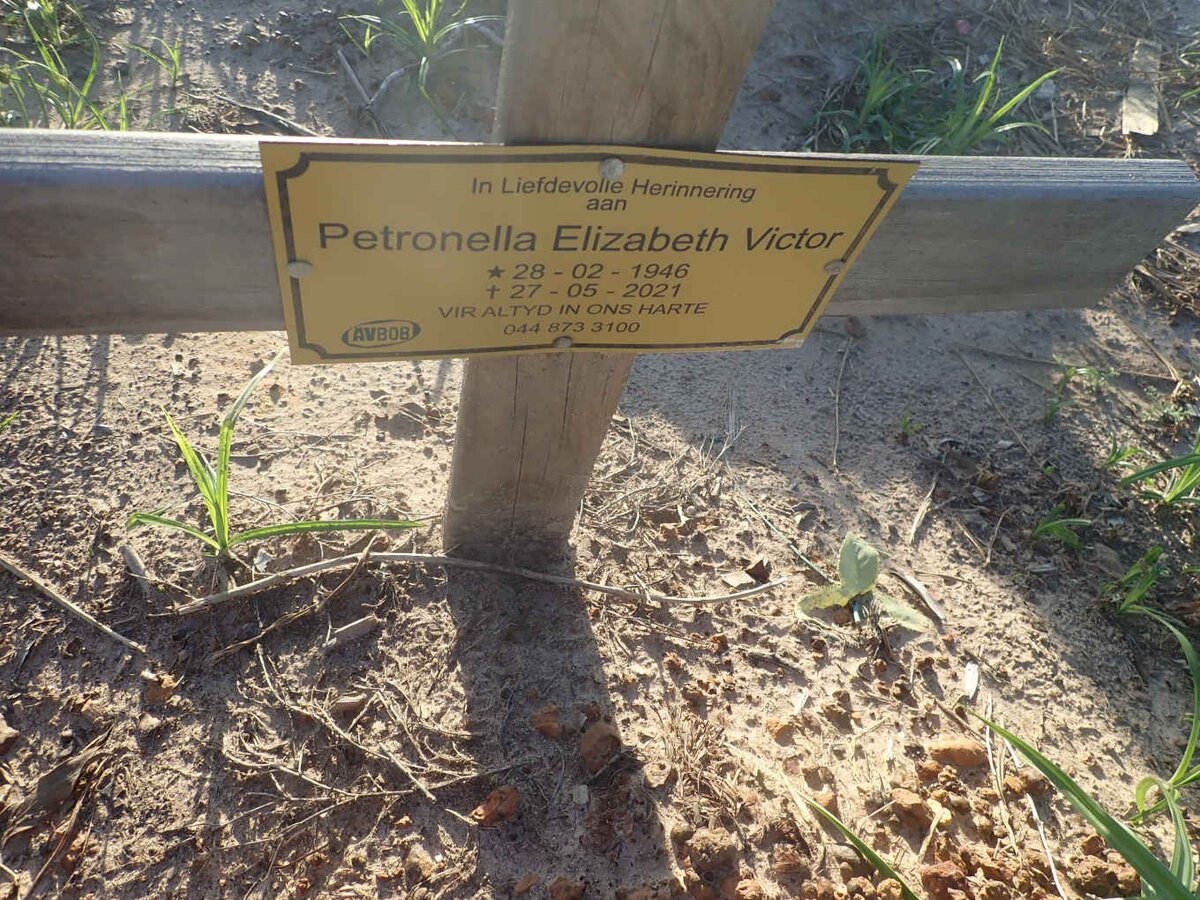 In Liefdevolle Herinnering
aan
Petronella Elizabeth Victor
★ 28 - 02 - 1946
✝ 27 - 05 - 2021
VIR ALTYD IN ONS HARTE
044 873 3100
AVBOB